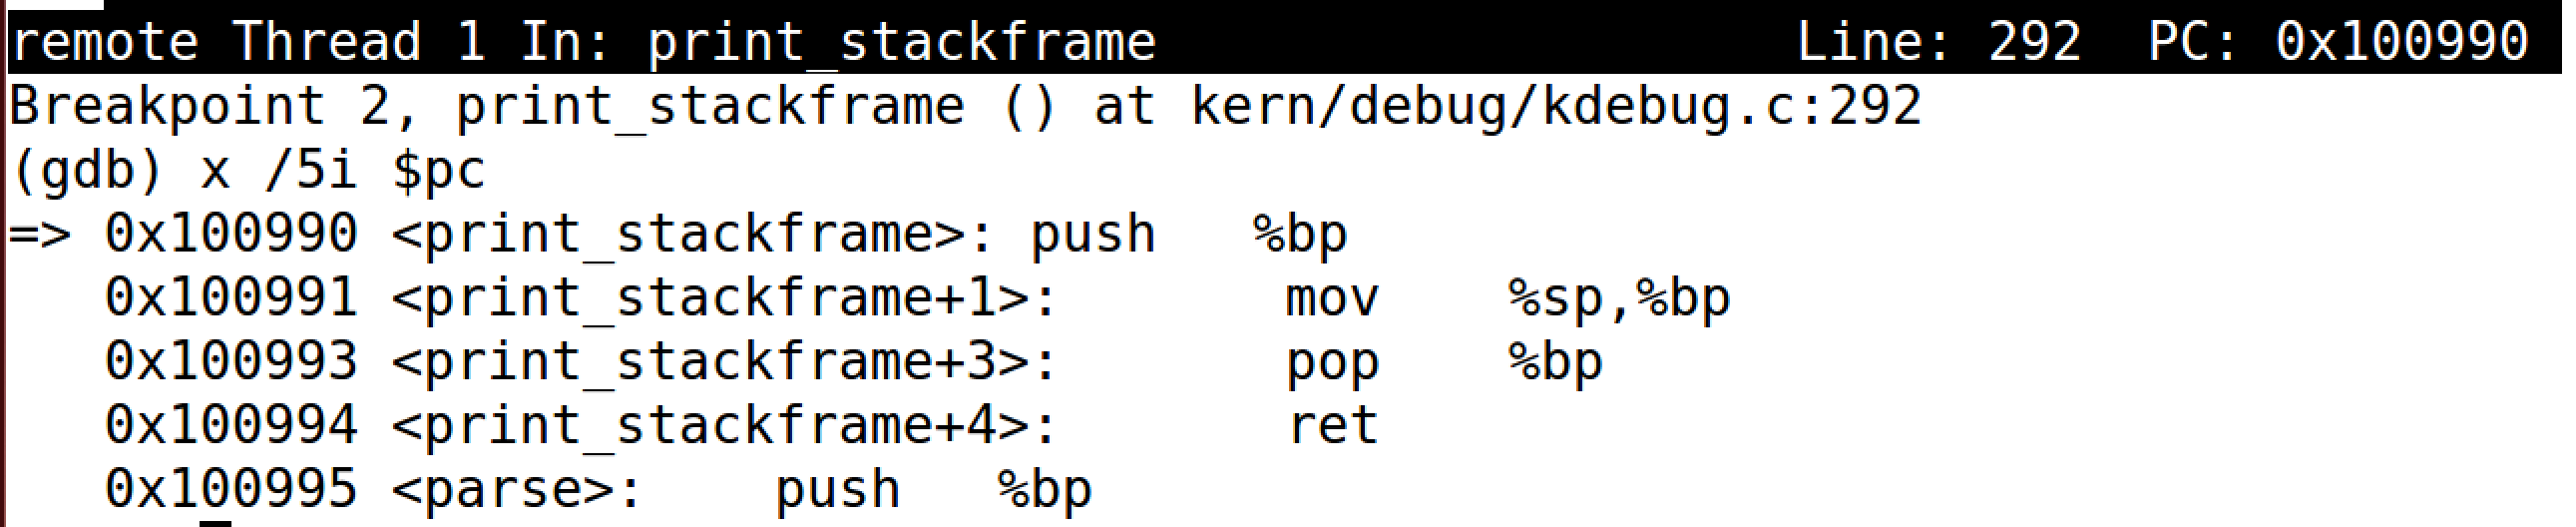 remote Thread 1 In: print_stackframe Line: 292 PC: 0x100990
Breakpoint 2, print_stackframe () at kern/debug/kdebug.c:292
(gdb) x /5i $pc
=> 0x100990 <print_stackframe>: push %bp
0x100991 <print_stackframe+1>: mov %sp,%bp
0x100993 <print_stackframe+3>: pop %bp
0x100994 <print_stackframe+4>: ret
0x100995 <parse>: push %bp